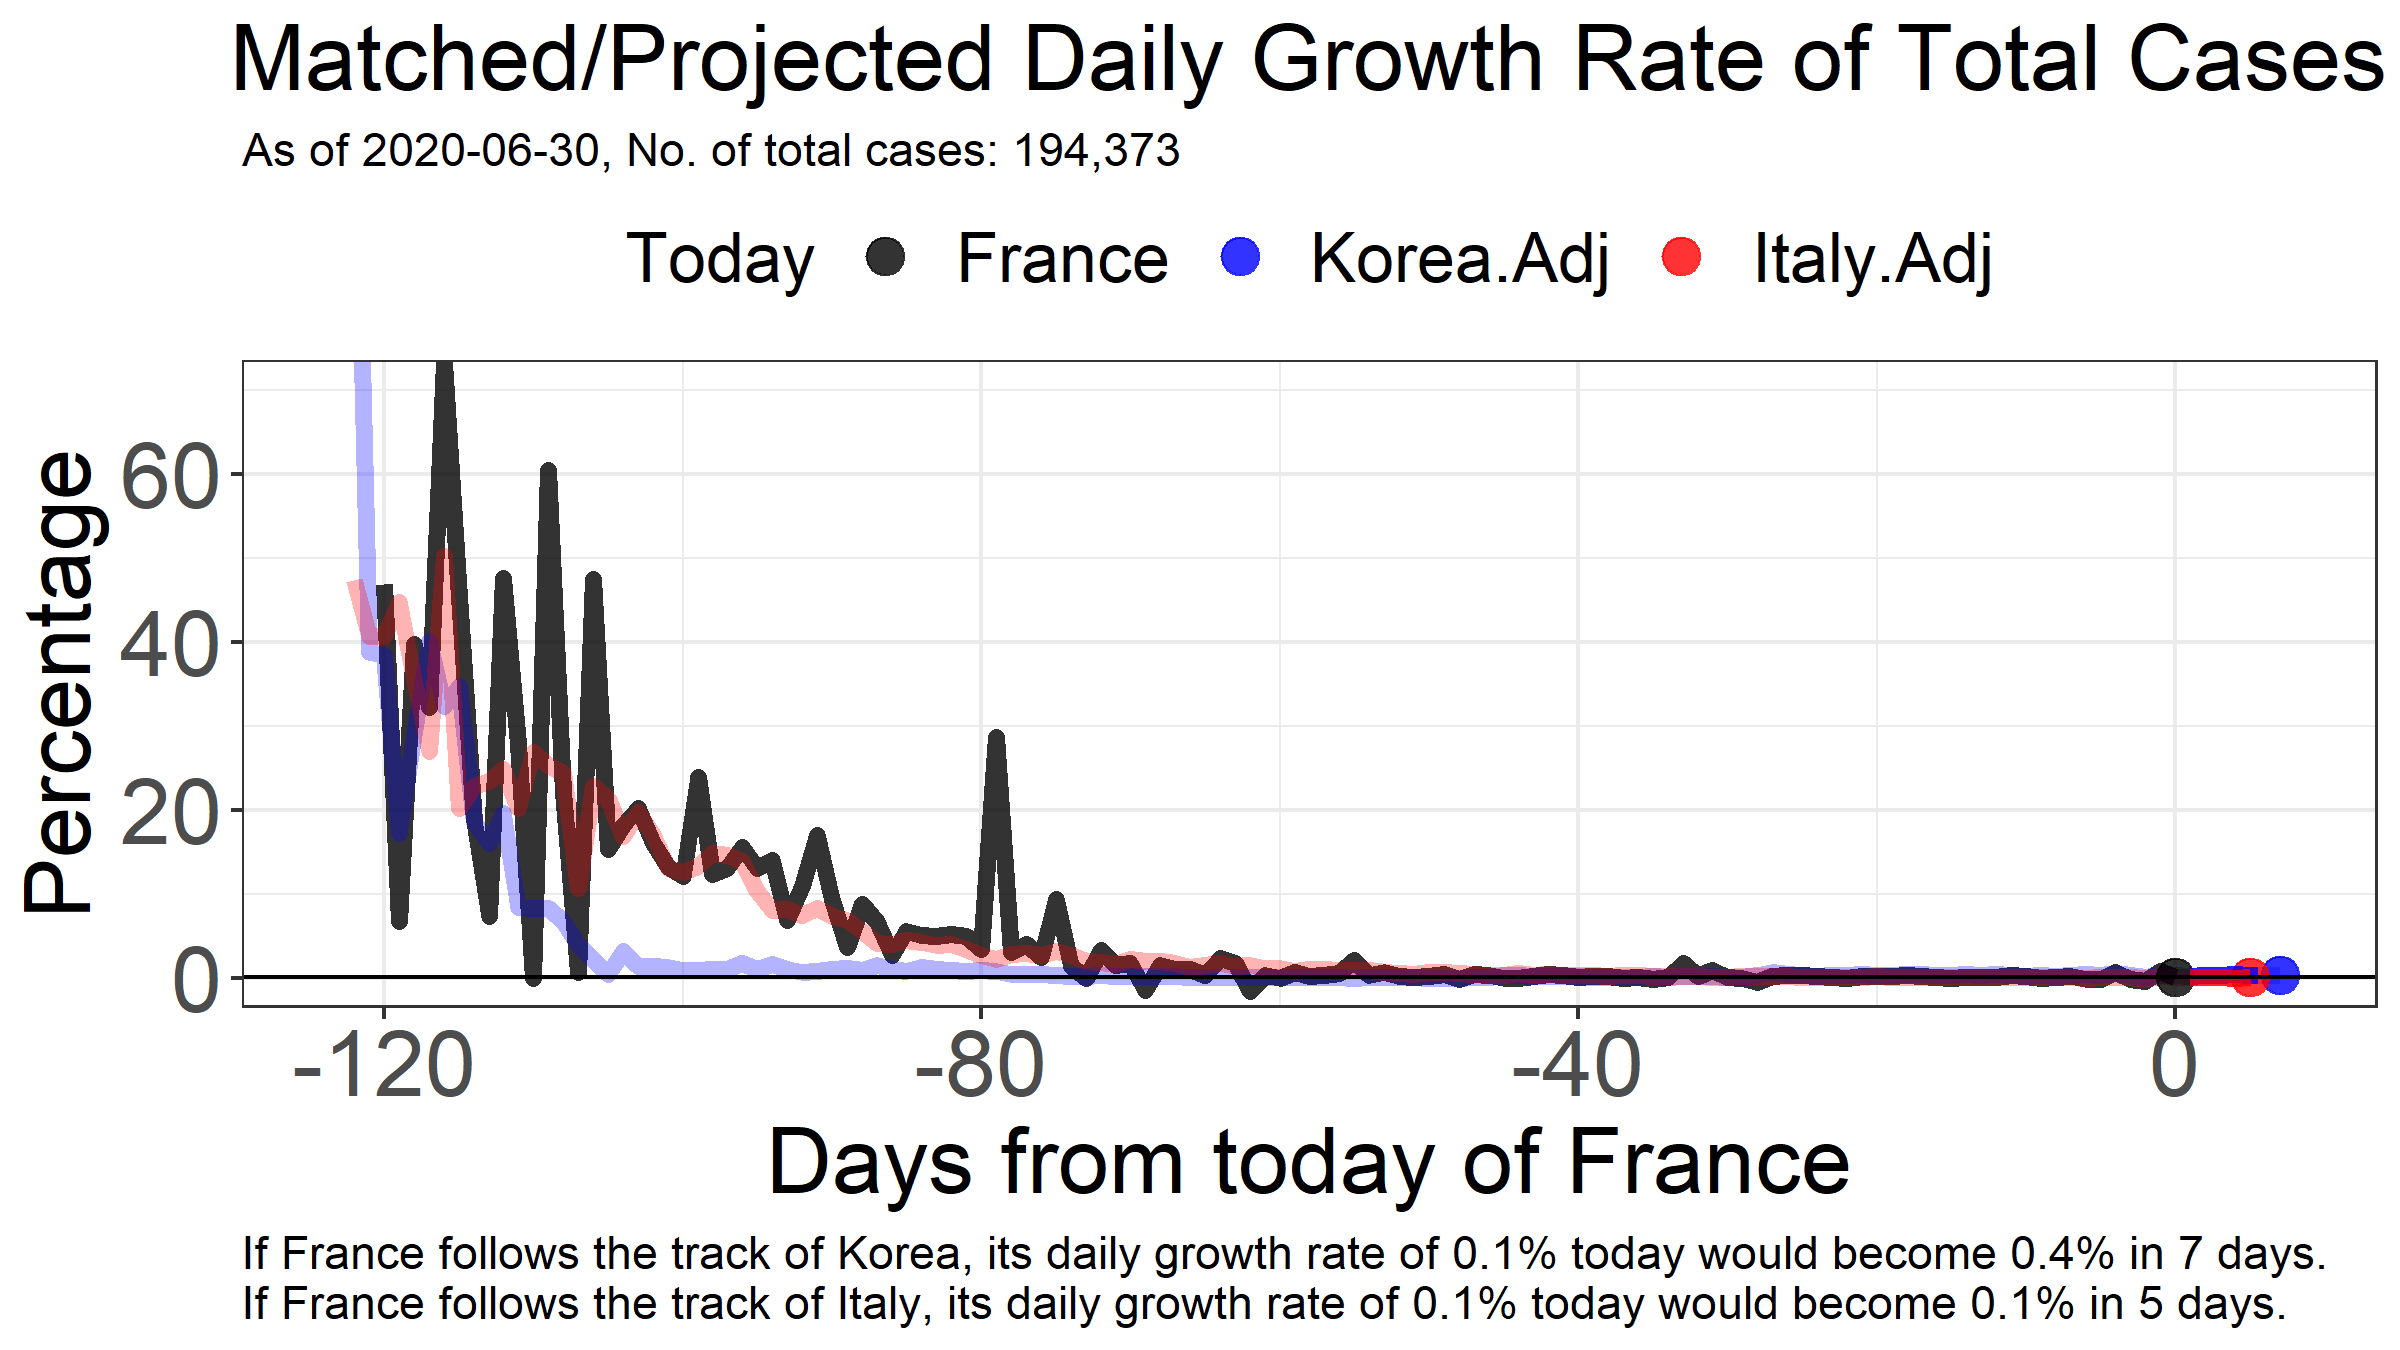 Matched/Projected Daily Growth Rate of Total Cases
As of 2020-06-30, No. of total cases: 194,373
Today France Korea.Adj Italy.Adj
Percentage
60
40
20
0
-120 -80 -40 0
Days from today of France
If France follows the track of Korea, its daily growth rate of 0.1% today would become 0.4% in 7 days.
If France follows the track of Italy, its daily growth rate of 0.1% today would become 0.1% in 5 days.